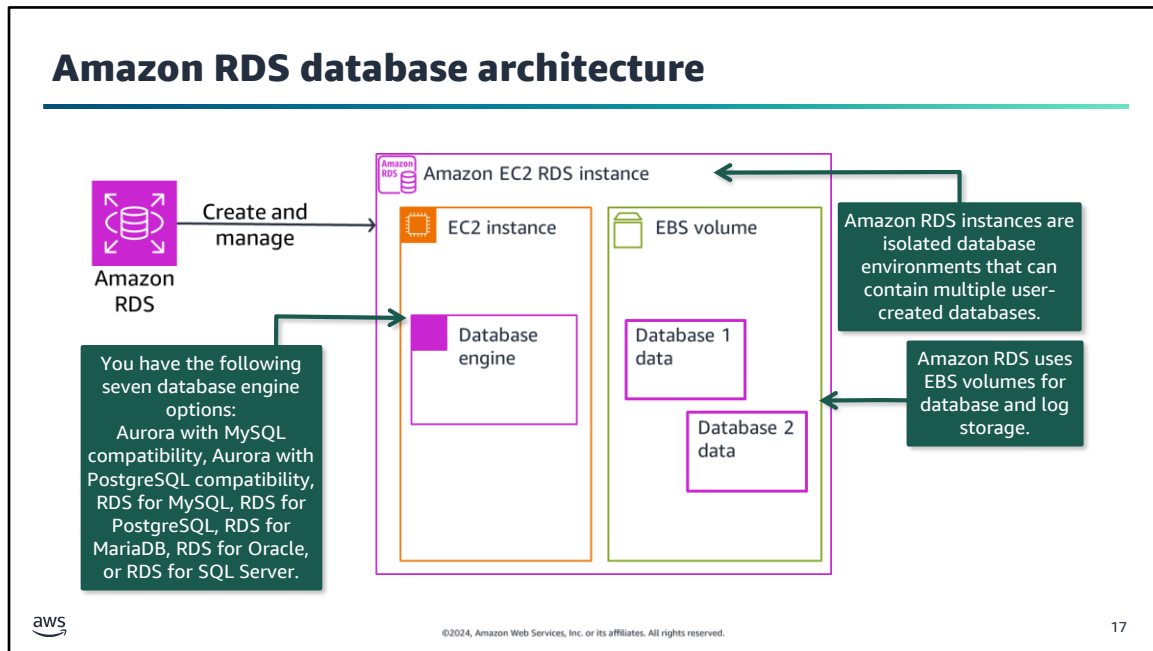 Amazon RDS database architecture
Amazon
RDS
Amazon EC2 RDS instance
Create and
manage
Amazon
RDS
EC2 instance
EBS volume
Database
engine
Database 1
data
Database 2
data
Amazon RDS instances are
isolated database
environments that can
contain multiple user-
created databases.
You have the following
seven database engine
options:
Aurora with MySQL
compatibility, Aurora with
PostgreSQL compatibility,
RDS for MySQL, RDS for
PostgreSQL, RDS for
MariaDB, RDS for Oracle,
or RDS for SQL Server.
Amazon RDS uses
EBS volumes for
database and log
storage.
aws
©2024, Amazon Web Services, Inc. or its affiliates. All rights reserved.
17